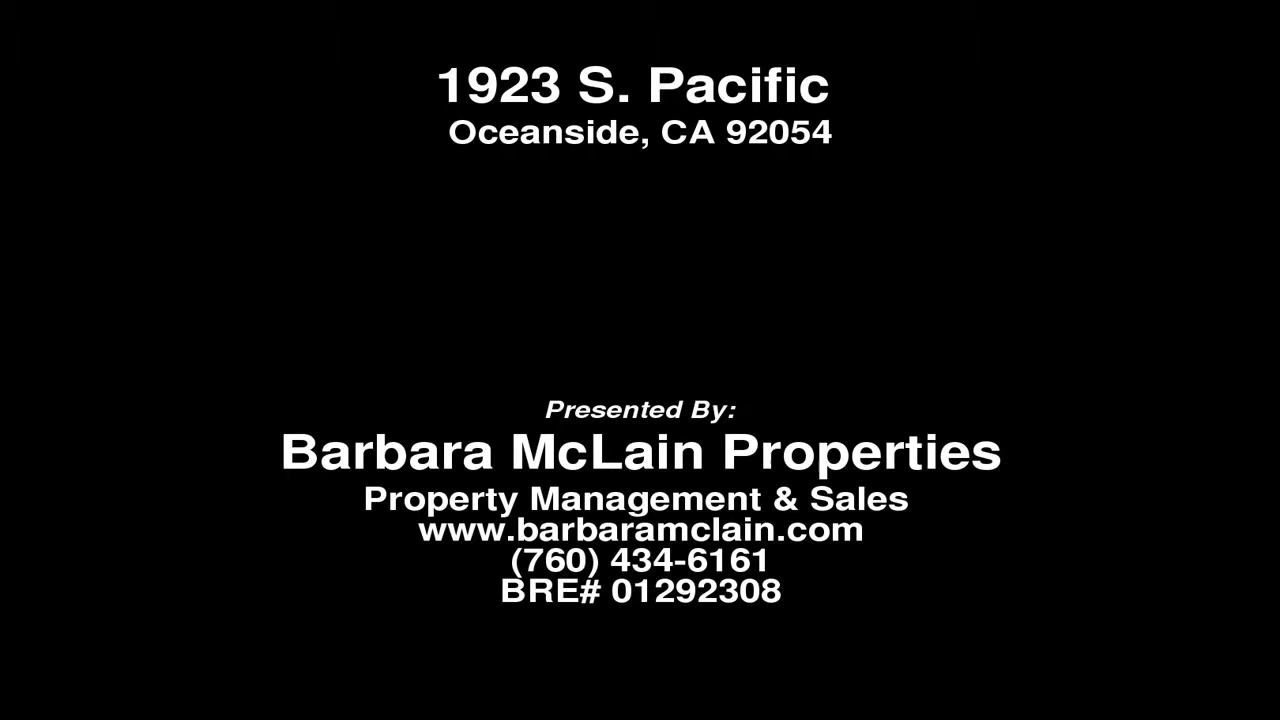 1923 S. Pacific
Oceanside, CA 92054
Presented By:
Barbara McLain Properties
Property Management & Sales
www.barbaramclain.com
(760) 434-6161
BRE# 01292308